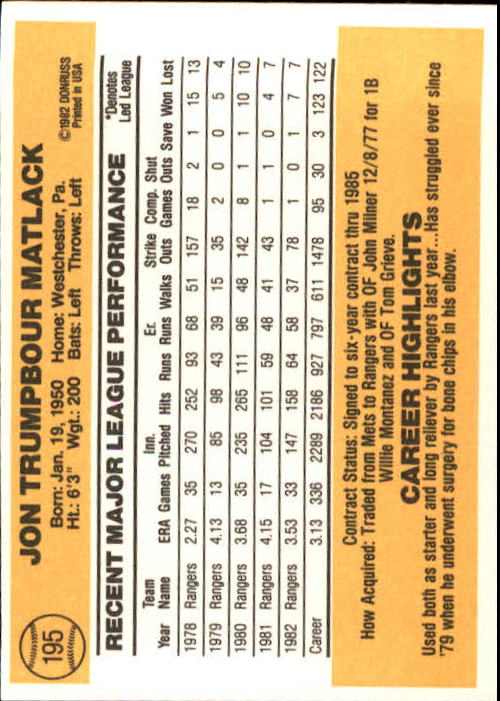 195
JON TRUMPBOUR MATLACK
Born: Jan. 19, 1950 Home: Westchester, Pa.
Ht.: 6'3" Wgt.: 200 Bats: Left Throws: Left
©1982 DONRUSS
Printed in USA
RECENT MAJOR LEAGUE PERFORMANCE
*Denotes
Led League
Team Inn. Er. Strike Comp. Shut
Year Name ERA Games Pitched Hits Runs Runs Walks Outs Games Outs Save Won Lost
1978 Rangers 2.27 35 270 252 93 68 51 157 18 2 1 15 13
1979 Rangers 4.13 13 85 98 43 39 15 35 2 0 0 5 4
1980 Rangers 3.68 35 235 265 111 96 48 142 8 1 1 10 10
1981 Rangers 4.15 17 104 101 59 48 41 43 1 1 0 4 7
1982 Rangers 3.53 33 147 158 64 58 37 78 1 0 1 7 7
Career 3.13 336 2289 2186 927 797 611 1478 95 30 3 123 122
Contract Status: Signed to six-year contract thru 1985
How Acquired: Traded from Mets to Rangers with OF John Milner 12/8/77 for 1B
Willie Montanez and OF Tom Grieve.
CAREER HIGHLIGHTS
Used both as starter and long reliever by Rangers last year...Has struggled ever since
'79 when he underwent surgery for bone chips in his elbow.